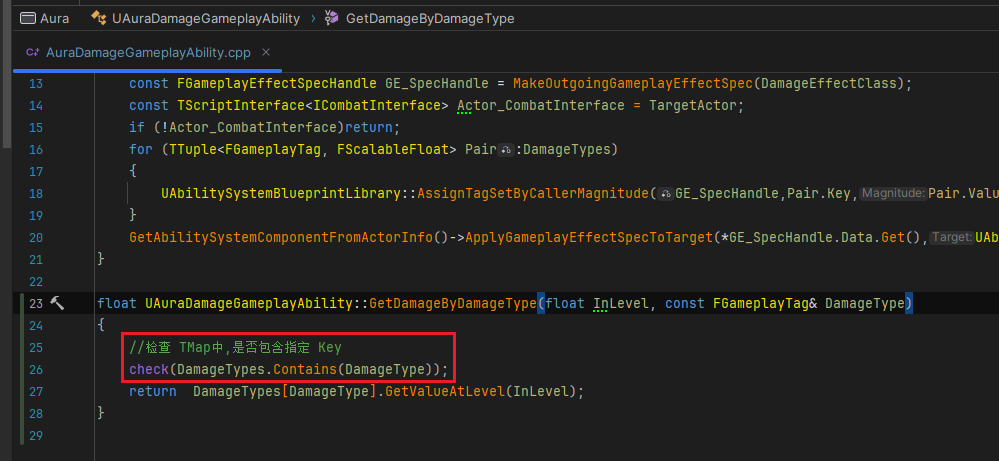 Aura > UAuraDamageGameplayAbility > GetDamageByDamageType
C++ AuraDamageGameplayAbility.cpp ×
13 const FGameplayEffectSpecHandle GE_SpecHandle = MakeOutgoingGameplayEffectSpec(DamageEffectClass);
14 const TScriptInterface<ICombatInterface> Actor_CombatInterface = TargetActor;
15 if (!Actor_CombatInterface)return;
16 for (TTuple<FGameplayTag, FScalableFloat> Pair :DamageTypes)
17 {
18 UAbilitySystemBlueprintLibrary::AssignTagSetByCallerMagnitude( GE_SpecHandle,Pair.Key, Magnitude: Pair.Valu
19 }
20 GetAbilitySystemComponentFromActorInfo()->ApplyGameplayEffectSpecToTarget(*GE_SpecHandle.Data.Get(), Target: UAb
21 }
22
23 float UAuraDamageGameplayAbility::GetDamageByDamageType(float InLevel, const FGameplayTag& DamageType)
24 {
25 //检查 TMap中,是否包含指定 Key
26 check(DamageTypes.Contains(DamageType));
27 return DamageTypes[DamageType].GetValueAtLevel(InLevel);
28 }
29